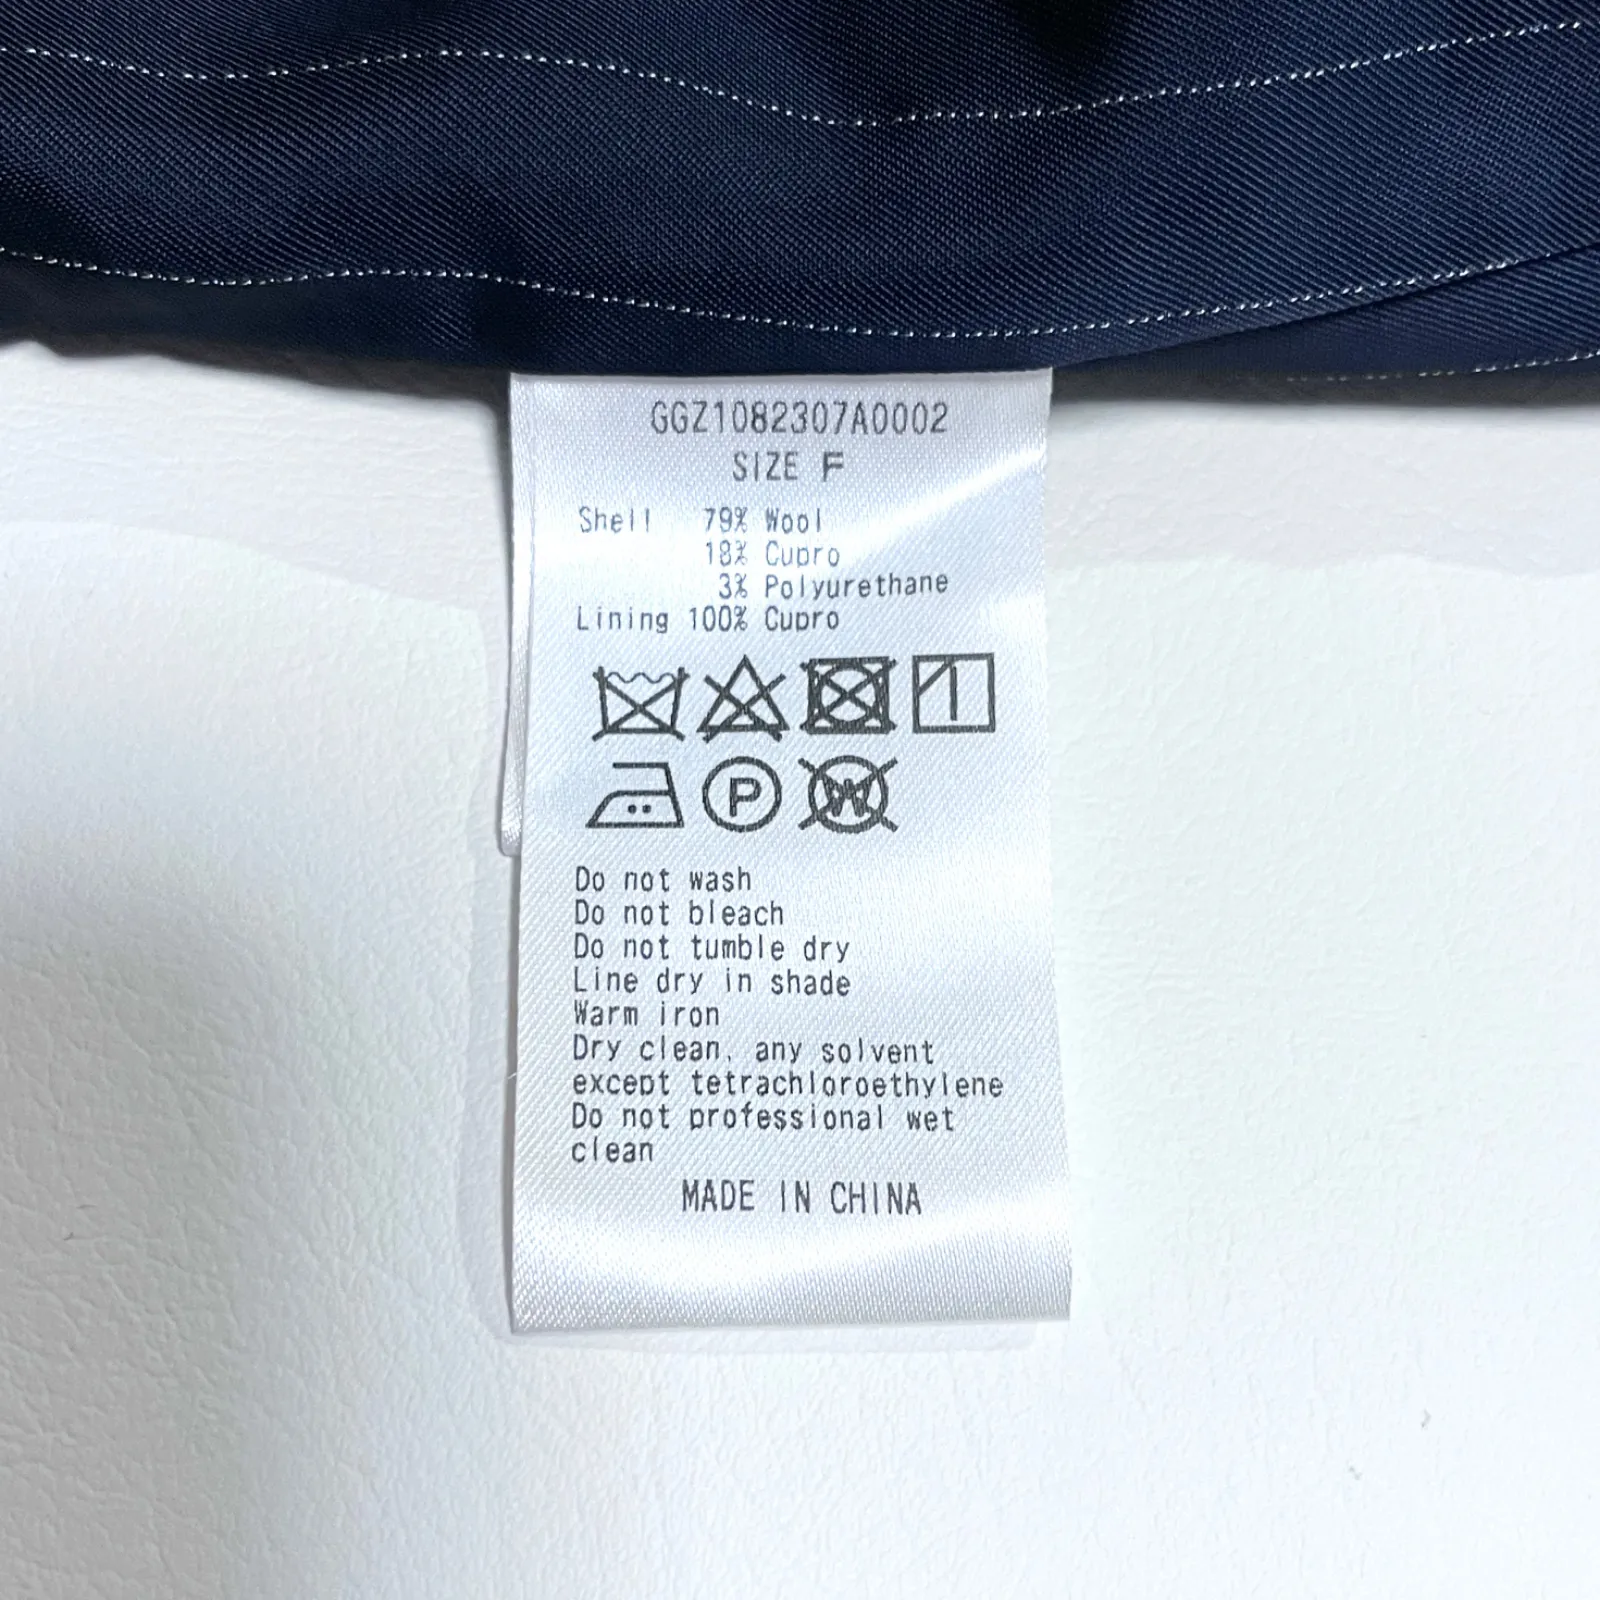 GGZ1082307A0002
SIZE F
Shell 79% Wool
18% Cupro
3% Polyurethane
Lining 100% Cupro
P W
Do not wash
Do not bleach
Do not tumble dry
Line dry in shade
Warm iron
Dry clean, any solvent
except tetrachloroethylene
Do not professional wet
clean
MADE IN CHINA